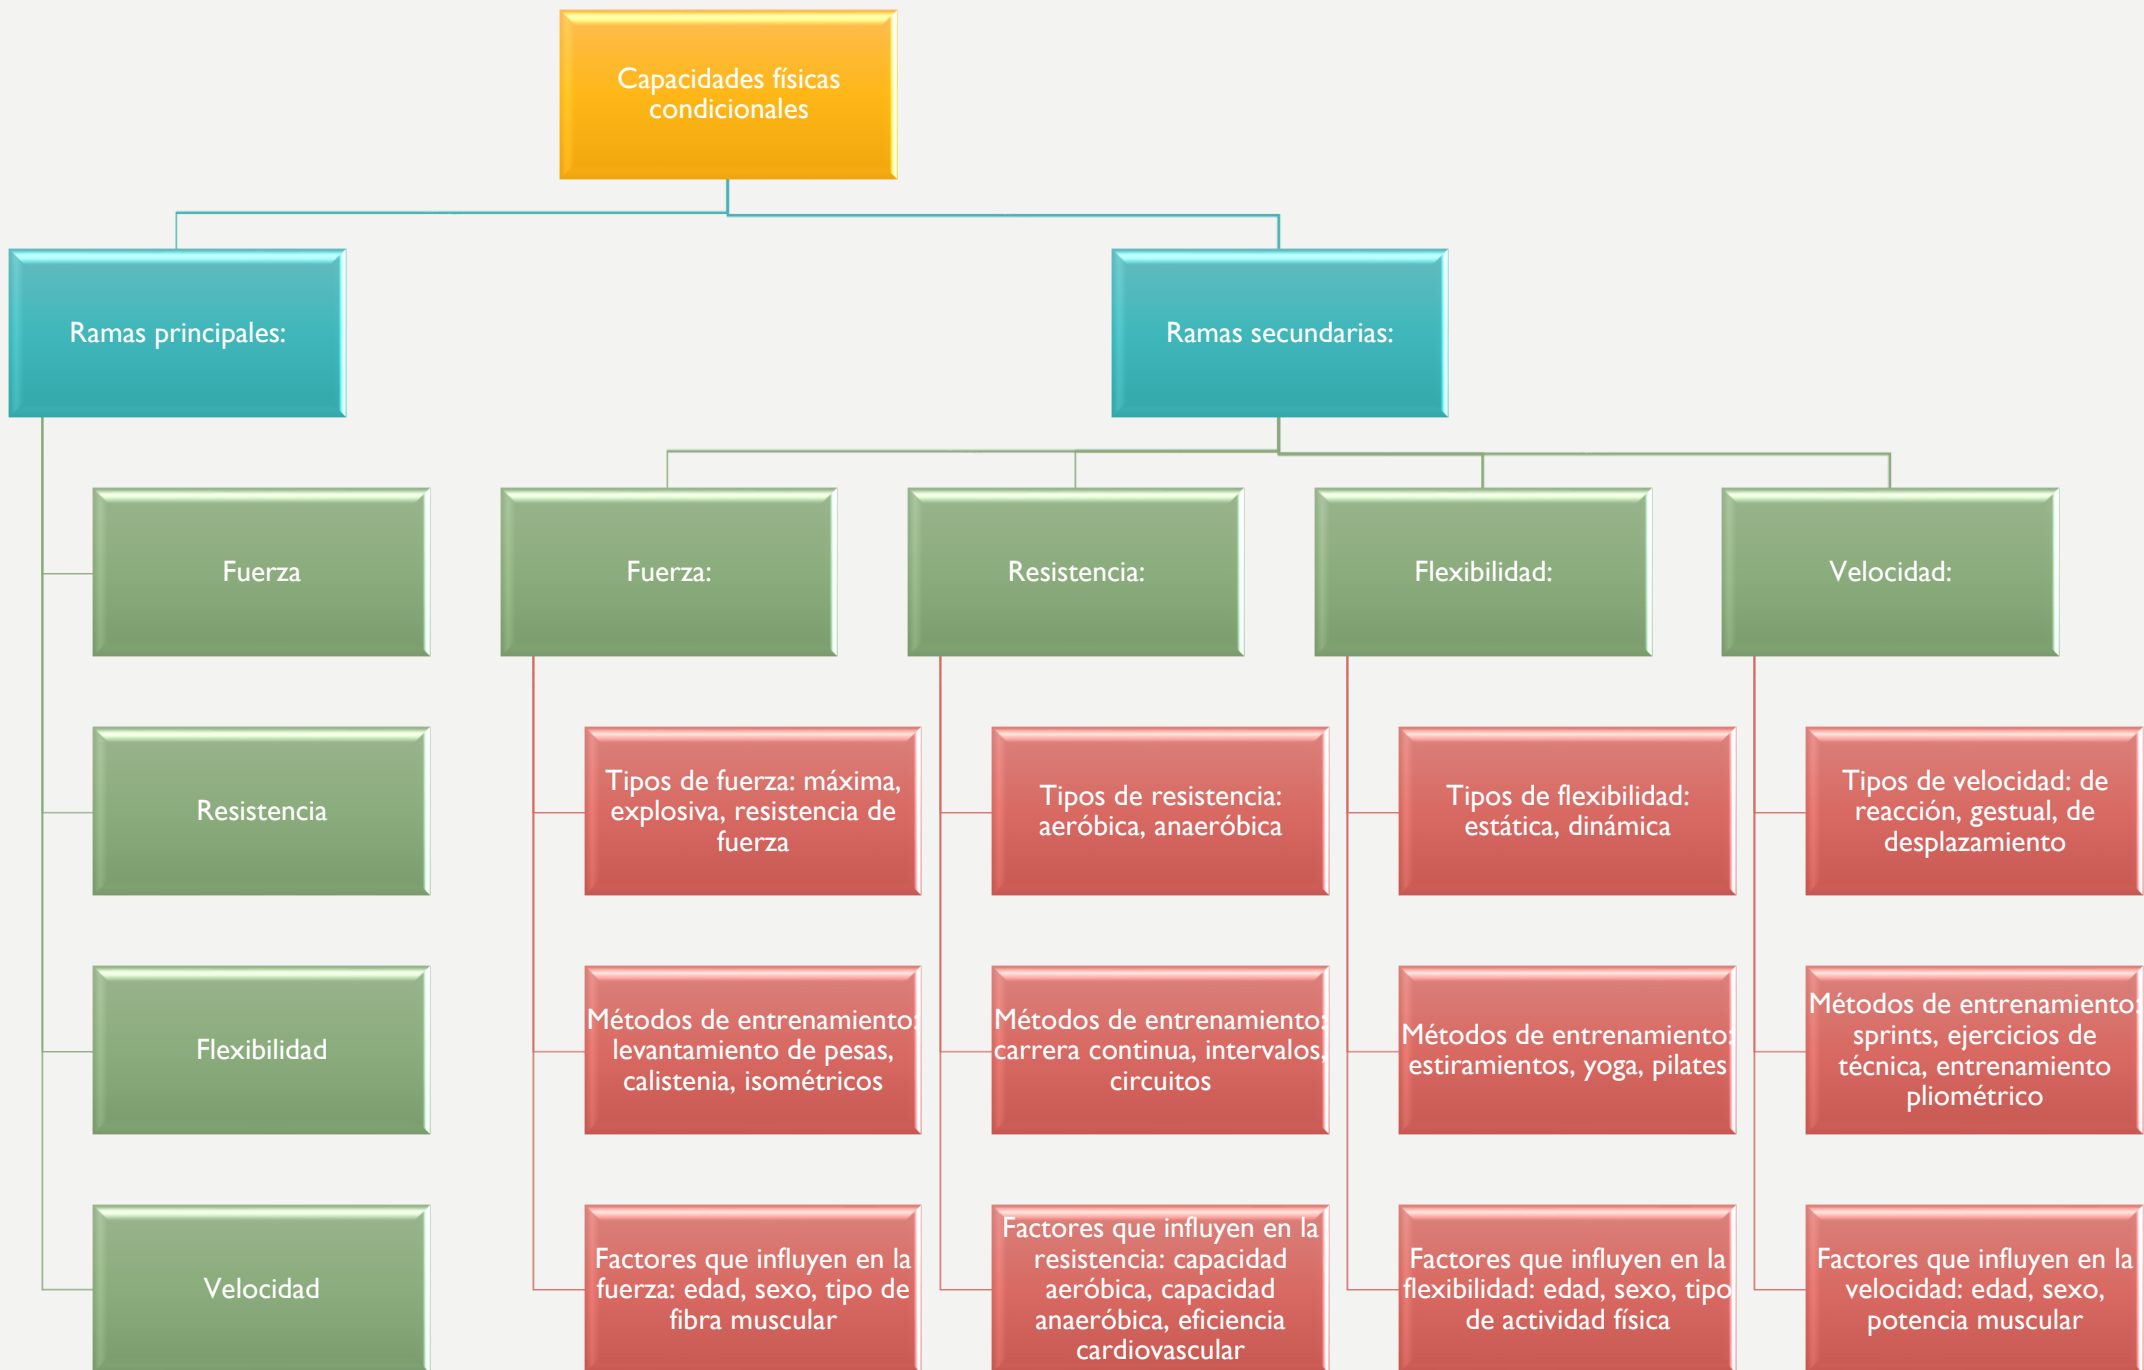 Capacidades físicas
condicionales
Ramas principales:
Ramas secundarias:
Fuerza
Resistencia
Flexibilidad
Velocidad
Fuerza:
Tipos de fuerza: máxima,
explosiva, resistencia de
fuerza
Métodos de entrenamiento:
levantamiento de pesas,
calistenia, isométricos
Factores que influyen en la
fuerza: edad, sexo, tipo de
fibra muscular
Resistencia:
Tipos de resistencia:
aeróbica, anaeróbica
Métodos de entrenamiento:
carrera continua, intervalos,
circuitos
Factores que influyen en la
resistencia: capacidad
aeróbica, capacidad
anaeróbica, eficiencia
cardiovascular
Flexibilidad:
Tipos de flexibilidad:
estática, dinámica
Métodos de entrenamiento:
estiramientos, yoga, pilates
Factores que influyen en la
flexibilidad: edad, sexo, tipo
de actividad física
Velocidad:
Tipos de velocidad: de
reacción, gestual, de
desplazamiento
Métodos de entrenamiento:
sprints, ejercicios de
técnica, entrenamiento
pliométrico
Factores que influyen en la
velocidad: edad, sexo,
potencia muscular